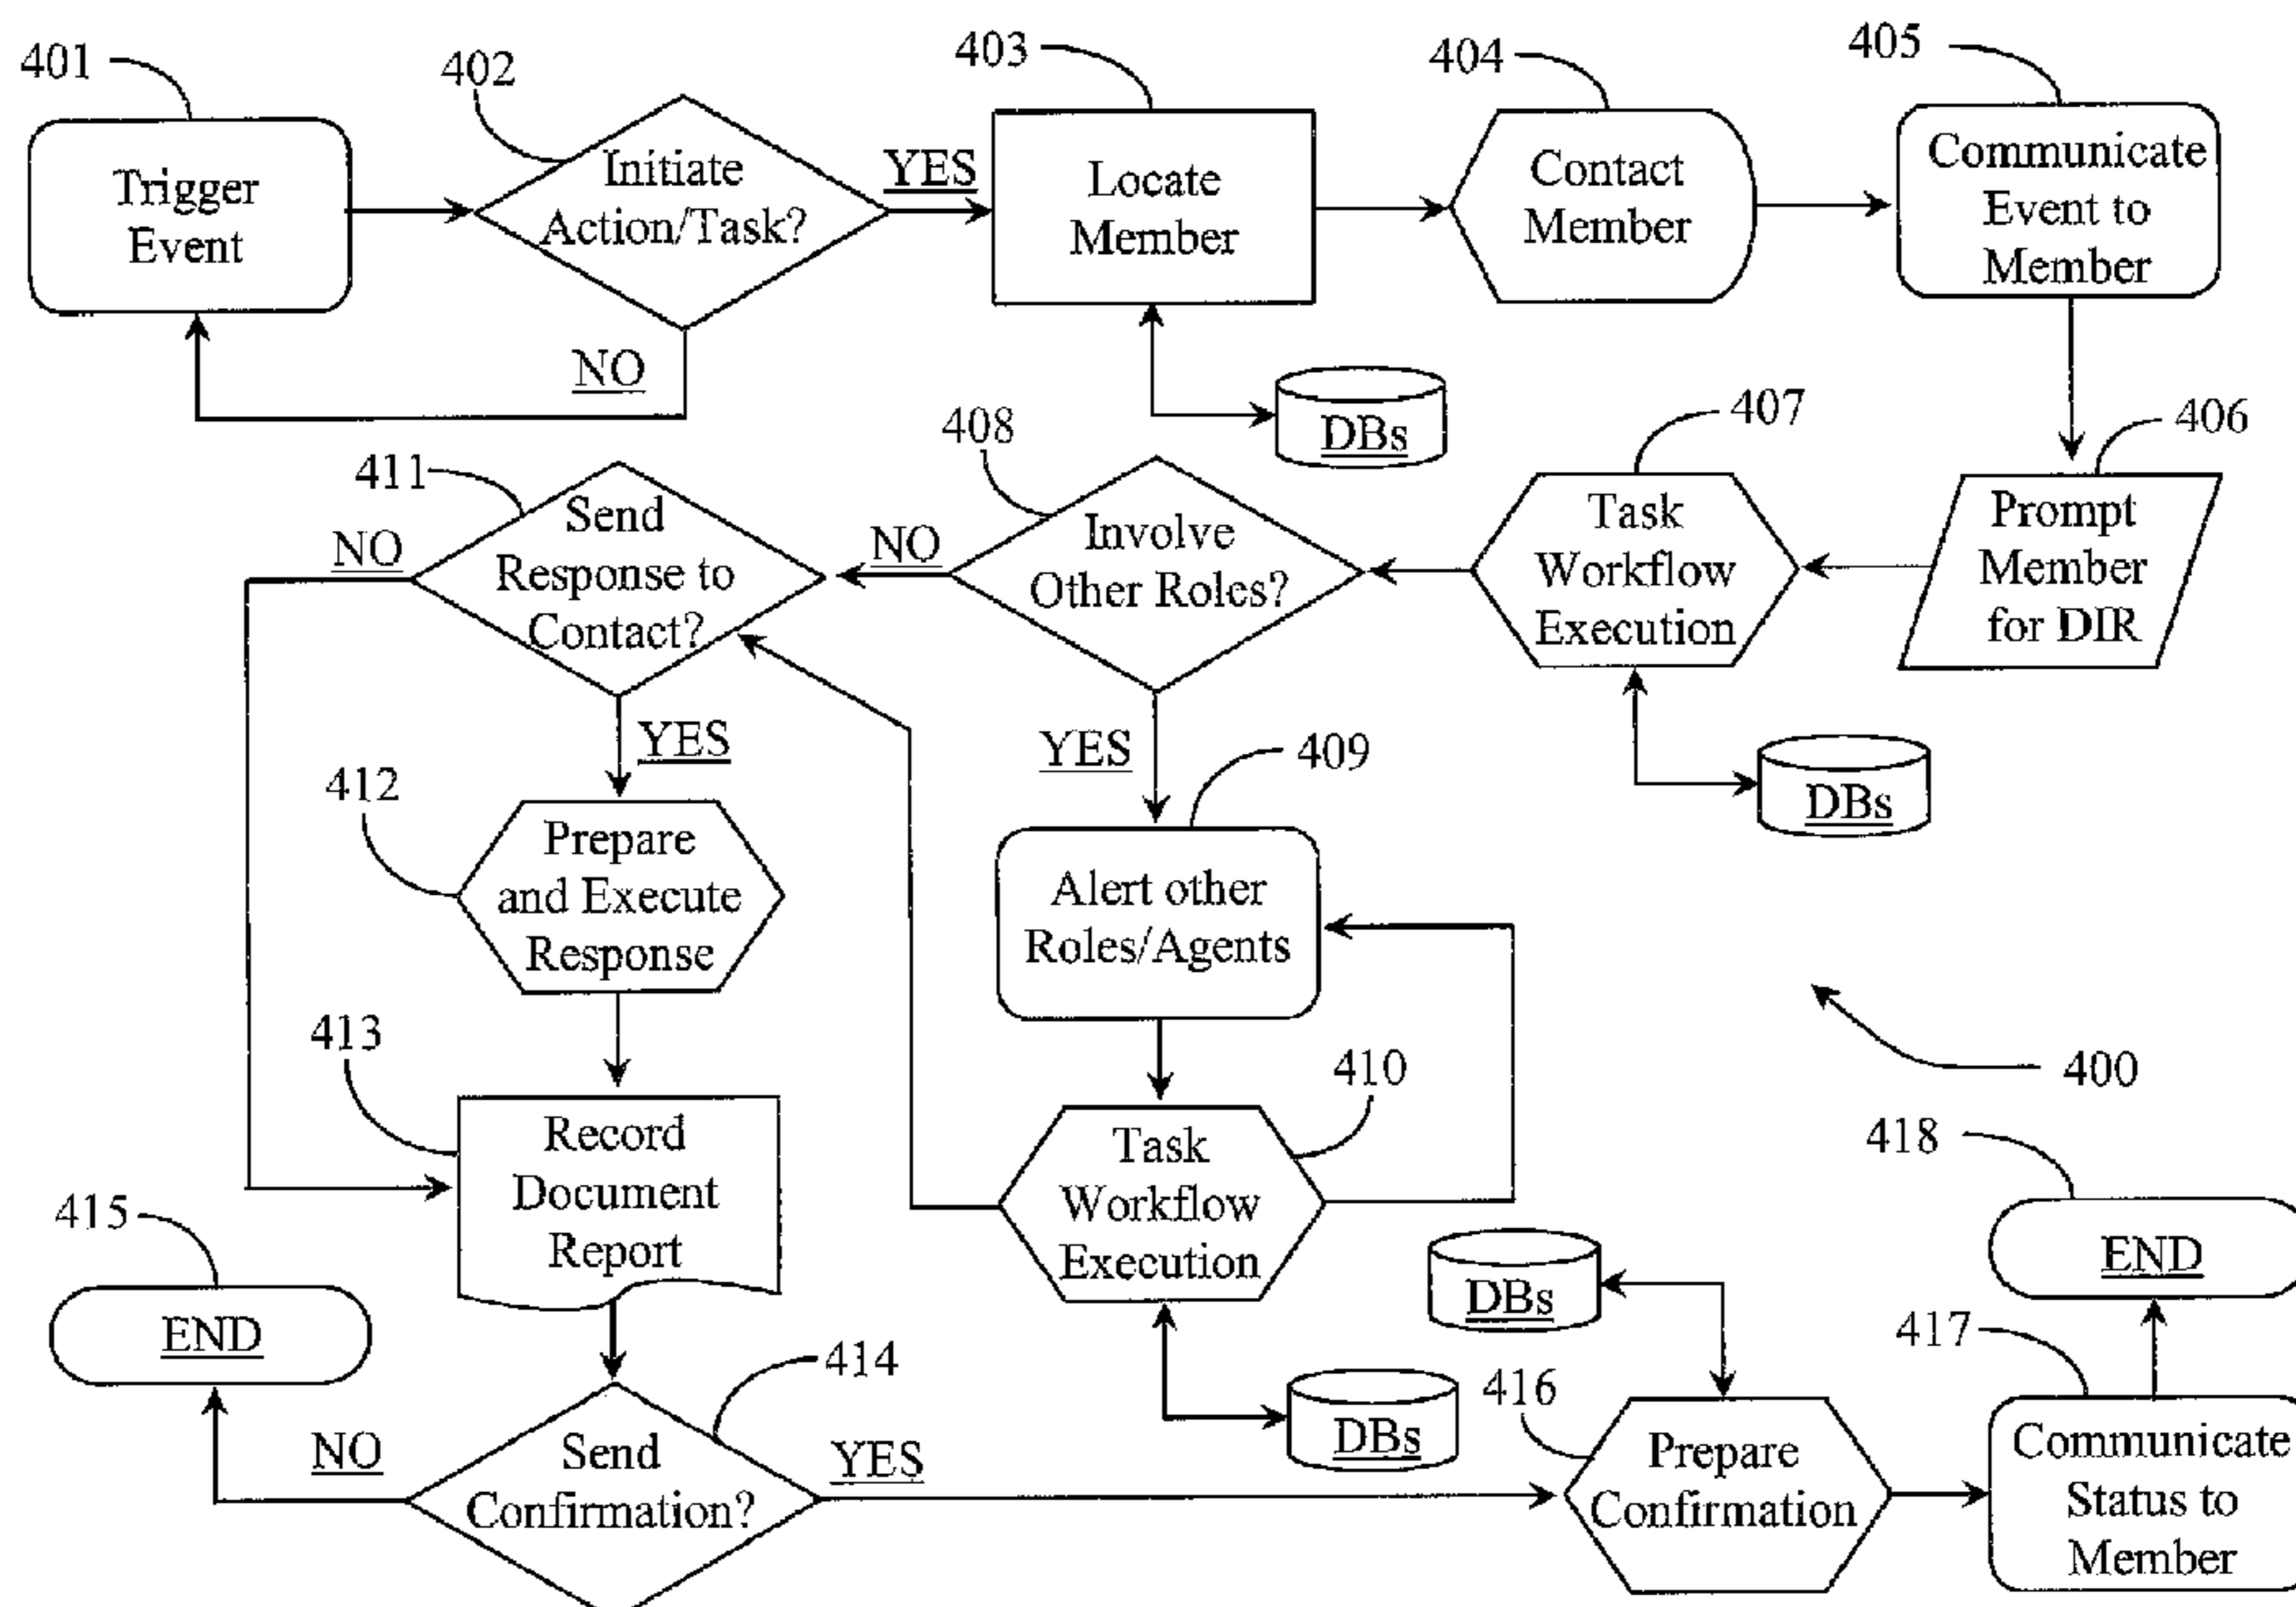 401
402
403
404
405
Trigger
Event
Initiate
Action/Task?
YES
NO
Locate
Member
Contact
Member
Communicate
Event to
Member
DBs
406
Prompt
Member
for DIR
407
Task
Workflow
Execution
DBs
408
Involve
Other Roles?
NO
YES
409
Alert other
Roles/Agents
410
Task
Workflow
Execution
DBs
411
Send
Response to
Contact?
NO
YES
412
Prepare
and Execute
Response
413
Record
Document
Report
414
Send
Confirmation?
NO
YES
415
END
416
Prepare
Confirmation
DBs
417
Communicate
Status to
Member
418
END
400